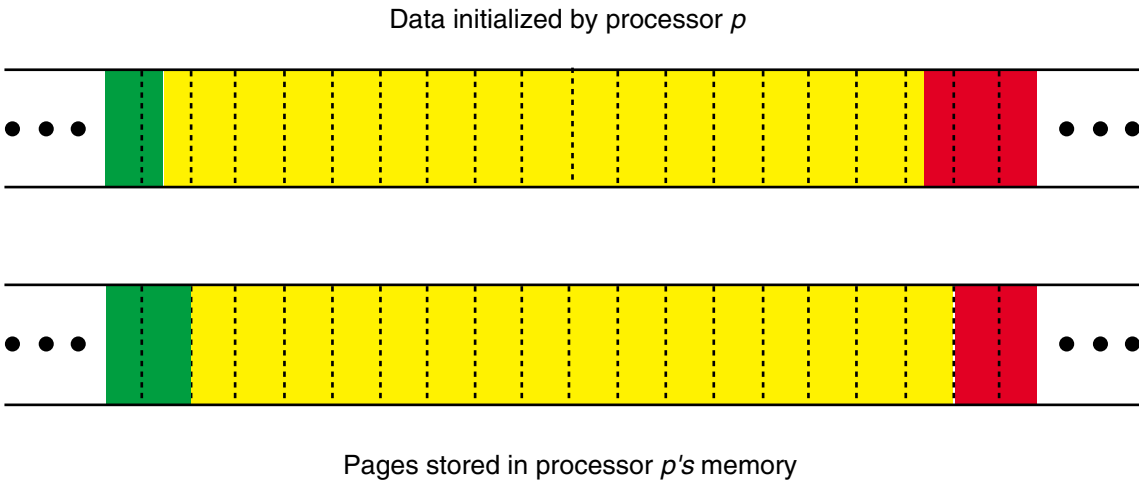 Data initialized by processor p
Pages stored in processor p's memory